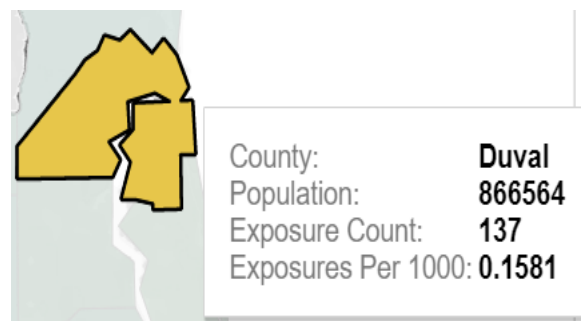 County: Duval
Population: 866564
Exposure Count: 137
Exposures Per 1000: 0.1581